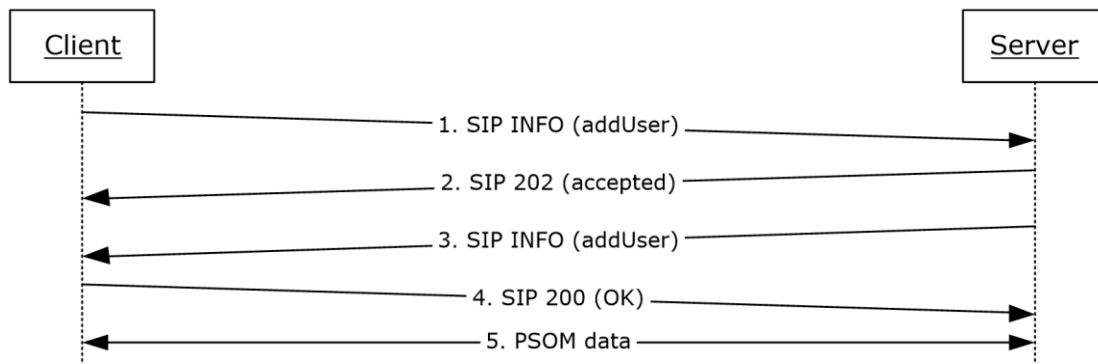 Client
Server
1. SIP INFO (addUser)
2. SIP 202 (accepted)
3. SIP INFO (addUser)
4. SIP 200 (OK)
5. PSOM data